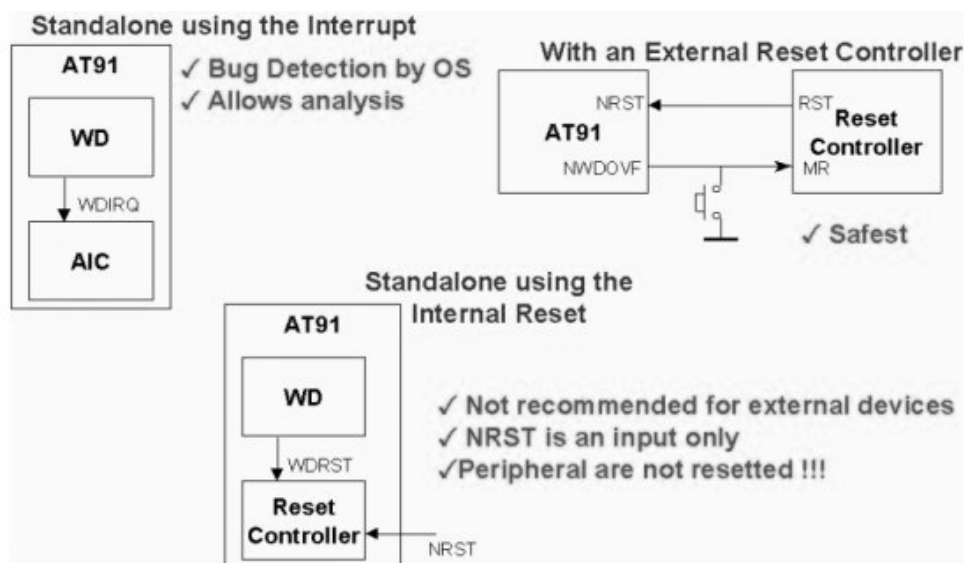 Standalone using the Interrupt
AT91
WD
WDIRQ
AIC
✓ Bug Detection by OS
✓ Allows analysis
With an External Reset Controller
AT91
NRST
NWDOVF
RST
Reset
Controller
MR
✓ Safest
Standalone using the
Internal Reset
AT91
WD
WDRST
Reset
Controller
NRST
✓ Not recommended for external devices
✓ NRST is an input only
✓Peripheral are not resetted !!!